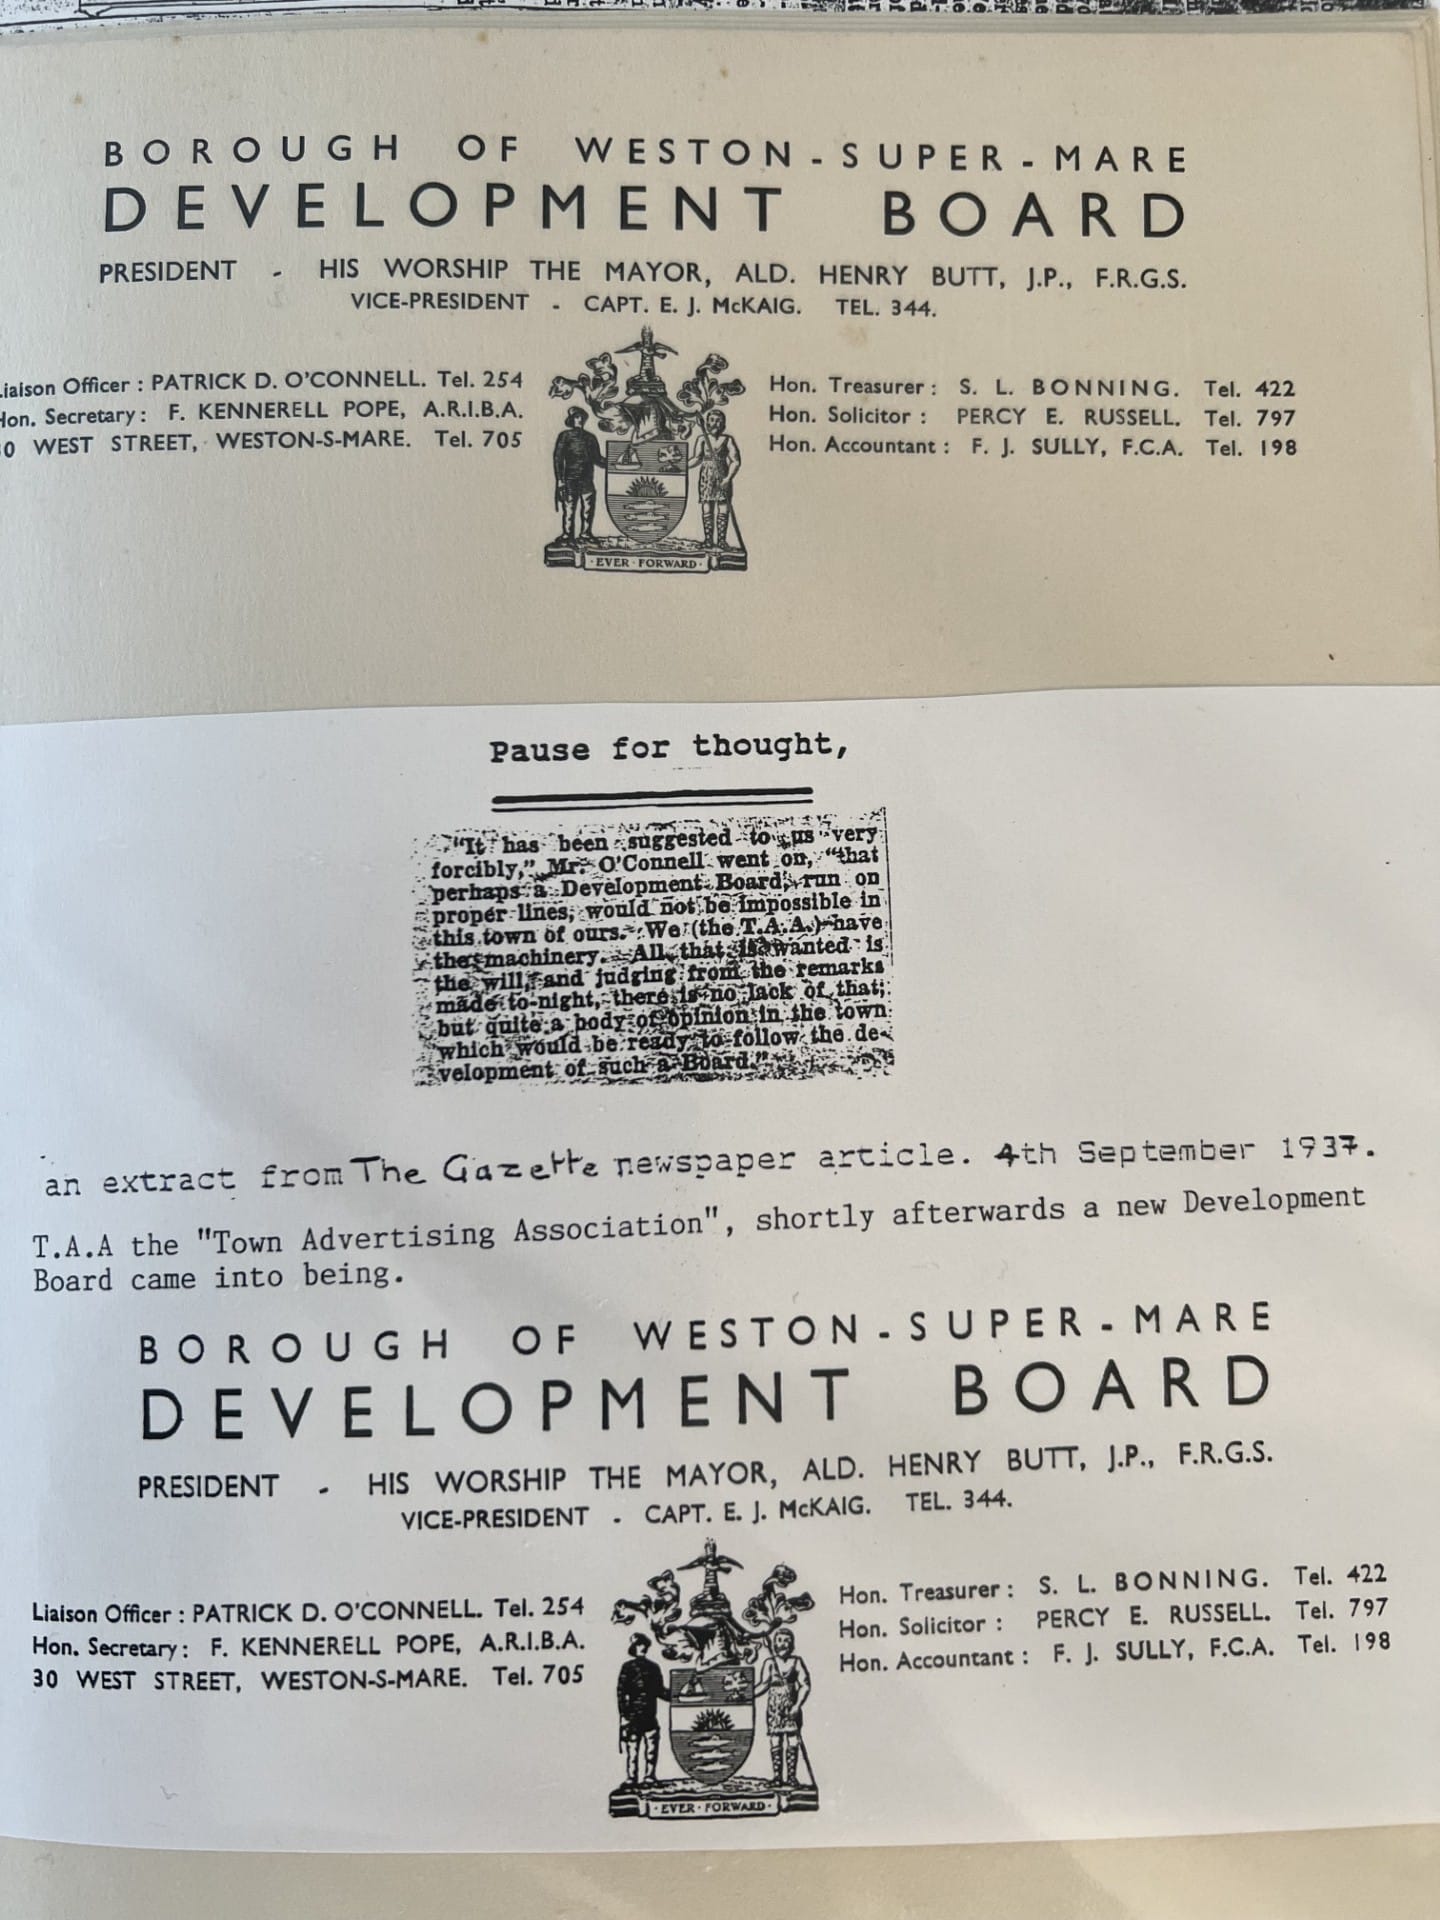 BOROUGH OF WESTON-SUPER-MARE
DEVELOPMENT BOARD
PRESIDENT - HIS WORSHIP THE MAYOR, ALD. HENRY BUTT, J.P., F.R.G.S.
VICE-PRESIDENT - CAPT. E. J. McKAIG. TEL. 344.
Liaison Officer : PATRICK D. O'CONNELL. Tel. 254
Hon. Secretary : F. KENNERELL POPE, A.R.I.B.A.
30 WEST STREET, WESTON-S-MARE. Tel. 705
Hon. Treasurer : S. L. BONNING. Tel. 422
Hon. Solicitor : PERCY E. RUSSELL. Tel. 797
Hon. Accountant : F. J. SULLY, F.C.A. Tel. 198
· EVER · FORWARD ·
Pause for thought,
"It has been suggested to us very
forcibly," Mr. O'Connell went on, "that
perhaps a Development Board, run on
proper lines, would not be impossible in
this town of ours. We (the T.A.A.) have
the machinery. All that is wanted is
the will, and judging from the remarks
made to-night, there is no lack of that;
but quite a body of opinion in the town
which would be ready to follow the de-
velopment of such a Board."
an extract from The Gazette newspaper article. 4th September 1937.
T.A.A the "Town Advertising Association", shortly afterwards a new Development
Board came into being.
BOROUGH OF WESTON-SUPER-MARE
DEVELOPMENT BOARD
PRESIDENT - HIS WORSHIP THE MAYOR, ALD. HENRY BUTT, J.P., F.R.G.S.
VICE-PRESIDENT - CAPT. E. J. McKAIG. TEL. 344.
Liaison Officer : PATRICK D. O'CONNELL. Tel. 254
Hon. Secretary : F. KENNERELL POPE, A.R.I.B.A.
30 WEST STREET, WESTON-S-MARE. Tel. 705
Hon. Treasurer : S. L. BONNING. Tel. 422
Hon. Solicitor : PERCY E. RUSSELL. Tel. 797
Hon. Accountant : F. J. SULLY, F.C.A. Tel. 198
· EVER · FORWARD ·